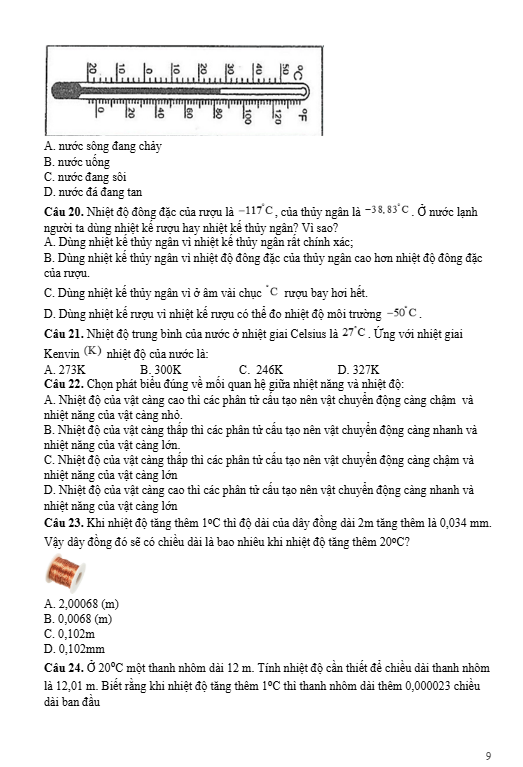 20 10 0 10 20 30 40 50 °C
0 20 40 60 80 100 120 °F
A. nước sông đang chảy
B. nước uống
C. nước đang sôi
D. nước đá đang tan
Câu 20. Nhiệt độ đông đặc của rượu là −117°C, của thủy ngân là −38,83°C. Ở nước lạnh
người ta dùng nhiệt kế rượu hay nhiệt kế thủy ngân? Vì sao?
A. Dùng nhiệt kế thủy ngân vì nhiệt kế thủy ngân rất chính xác;
B. Dùng nhiệt kế thủy ngân vì nhiệt độ đông đặc của thủy ngân cao hơn nhiệt độ đông đặc
của rượu.
C. Dùng nhiệt kế thủy ngân vì ở âm vài chục °C rượu bay hơi hết.
D. Dùng nhiệt kế rượu vì nhiệt kế rượu có thể đo nhiệt độ môi trường −50°C.
Câu 21. Nhiệt độ trung bình của nước ở nhiệt giai Celsius là 27°C. Ứng với nhiệt giai
Kenvin (K) nhiệt độ của nước là:
A. 273K B. 300K C. 246K D. 327K
Câu 22. Chọn phát biểu đúng về mối quan hệ giữa nhiệt năng và nhiệt độ:
A. Nhiệt độ của vật càng cao thì các phân tử cấu tạo nên vật chuyển động càng chậm và
nhiệt năng của vật càng nhỏ.
B. Nhiệt độ của vật càng thấp thì các phân tử cấu tạo nên vật chuyển động càng nhanh và
nhiệt năng của vật càng lớn.
C. Nhiệt độ của vật càng thấp thì các phân tử cấu tạo nên vật chuyển động càng chậm và
nhiệt năng của vật càng lớn
D. Nhiệt độ của vật càng cao thì các phân tử cấu tạo nên vật chuyển động càng nhanh và
nhiệt năng của vật càng lớn
Câu 23. Khi nhiệt độ tăng thêm 1⁰C thì độ dài của dây đồng dài 2m tăng thêm là 0,034 mm.
Vậy dây đồng đó sẽ có chiều dài là bao nhiêu khi nhiệt độ tăng thêm 20⁰C?
A. 2,00068 (m)
B. 0,0068 (m)
C. 0,102m
D. 0,102mm
Câu 24. Ở 20⁰C một thanh nhôm dài 12 m. Tính nhiệt độ cần thiết để chiều dài thanh nhôm
là 12,01 m. Biết rằng khi nhiệt độ tăng thêm 1⁰C thì thanh nhôm dài thêm 0,000023 chiều
dài ban đầu
9